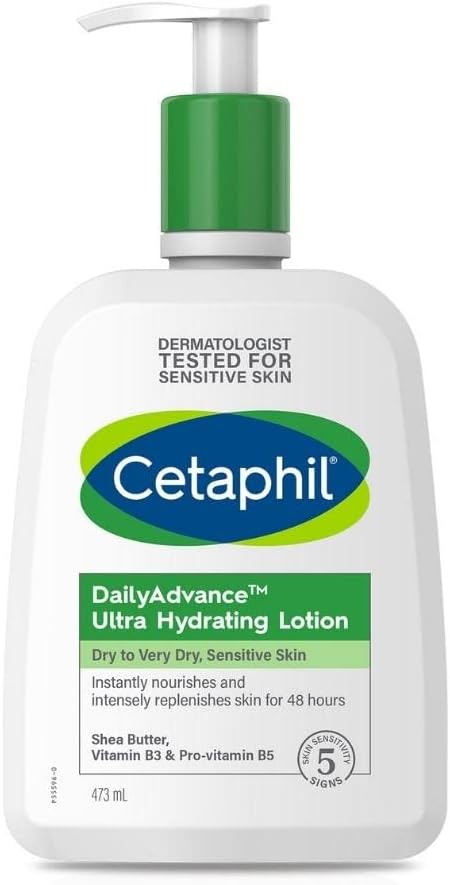 DERMATOLOGIST
TESTED FOR
SENSITIVE SKIN
Cetaphil®
DailyAdvance™
Ultra Hydrating Lotion
Dry to Very Dry, Sensitive Skin
Instantly nourishes and
intensely replenishes skin for 48 hours
Shea Butter,
Vitamin B3 & Pro-vitamin B5
SKIN SENSITIVITY
5
SIGNS
473 mL
P55596-0